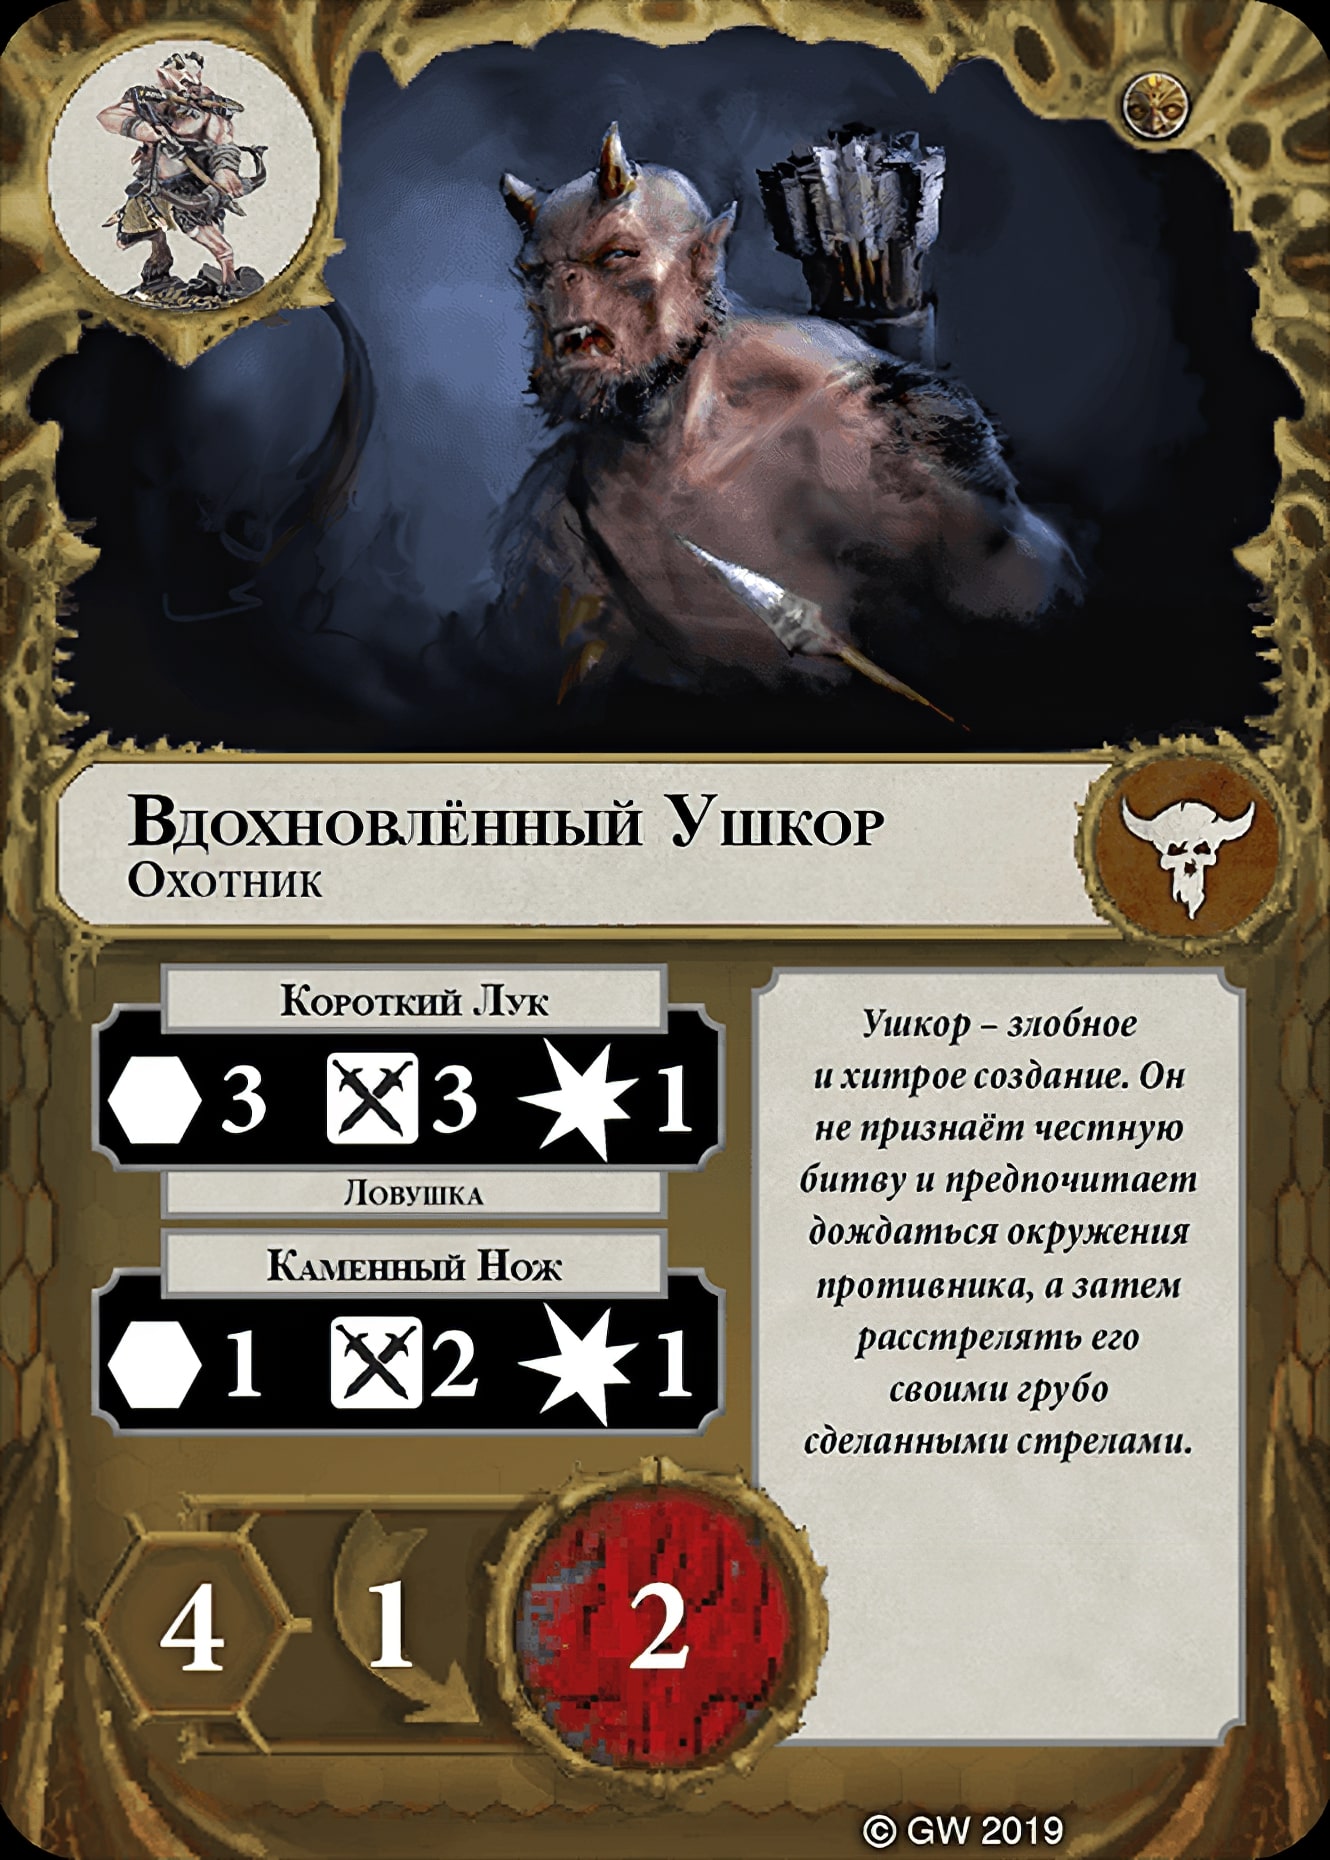 Вдохновлённый Ушкор
Охотник
Короткий Лук
3 3 1
Ловушка
Каменный Нож
1 2 1
4 1 2
Ушкор – злобное
и хитрое создание. Он
не признаёт честную
битву и предпочитает
дождаться окружения
противника, а затем
расстрелять его
своими грубо
сделанными стрелами.
© GW 2019